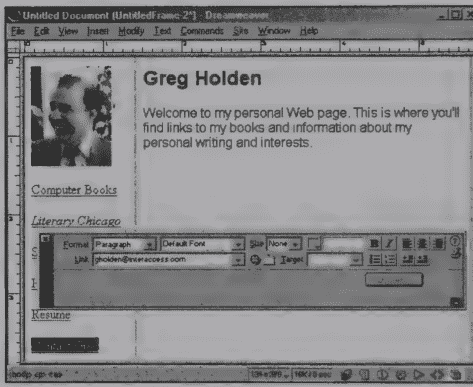 Untitled Document (UntitledFrame-2*) - Dreamweaver
File Edit View Insert Modify Text Commands Site Window Help
Greg Holden
Welcome to my personal Web page. This is where you'll
find links to my books and information about my
personal writing and interests.
Computer Books
Literary Chicago
Format Paragraph Default Font Size None B I
Link gholden@interaccess.com Target
Resume